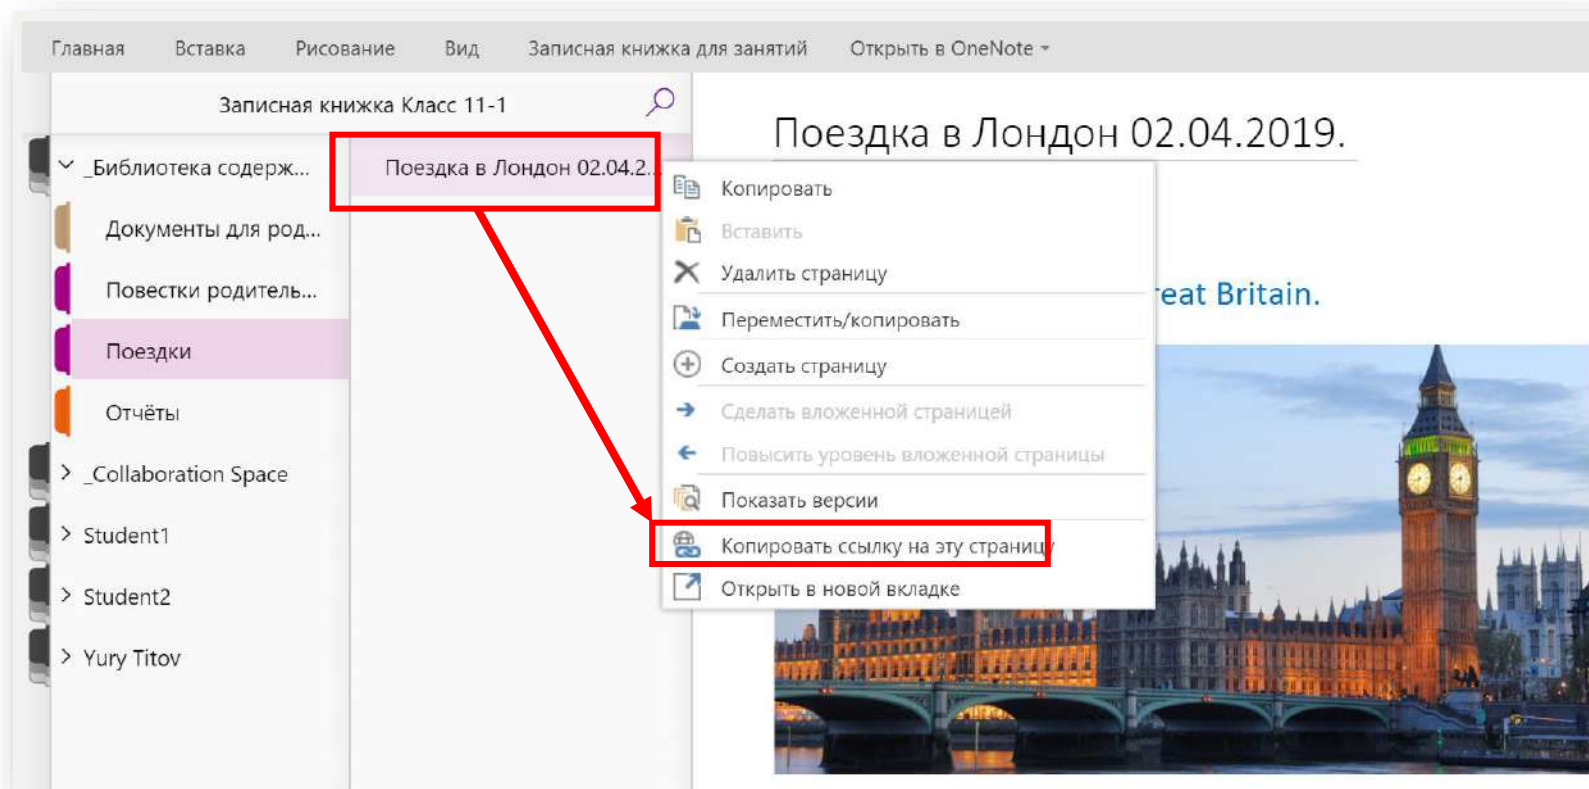 Главная Вставка Рисование Вид Записная книжка для занятий Открыть в OneNote
Записная книжка Класс 11-1
_Библиотека содерж...
Документы для род...
Повестки родитель...
Поездки
Отчёты
_Collaboration Space
Student1
Student2
Yury Titov
Поездка в Лондон 02.04.2...
Копировать
Вставить
Удалить страницу
Переместить/копировать
Создать страницу
Сделать вложенной страницей
Повысить уровень вложенной страницы
Показать версии
Копировать ссылку на эту страницу
Открыть в новой вкладке
Поездка в Лондон 02.04.2019.
reat Britain.